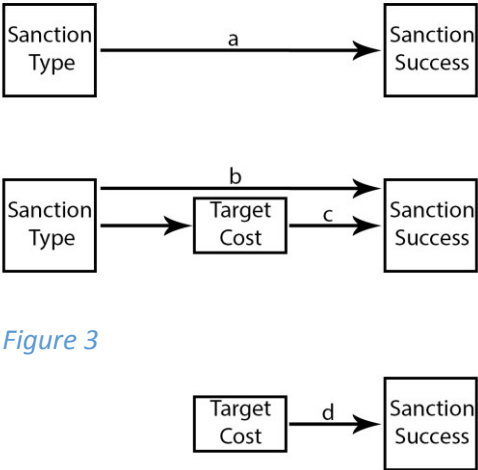 Sanction
Type
a
Sanction
Success
b
Sanction
Type
Target
Cost
c
Sanction
Success
Figure 3
Target
Cost
d
Sanction
Success